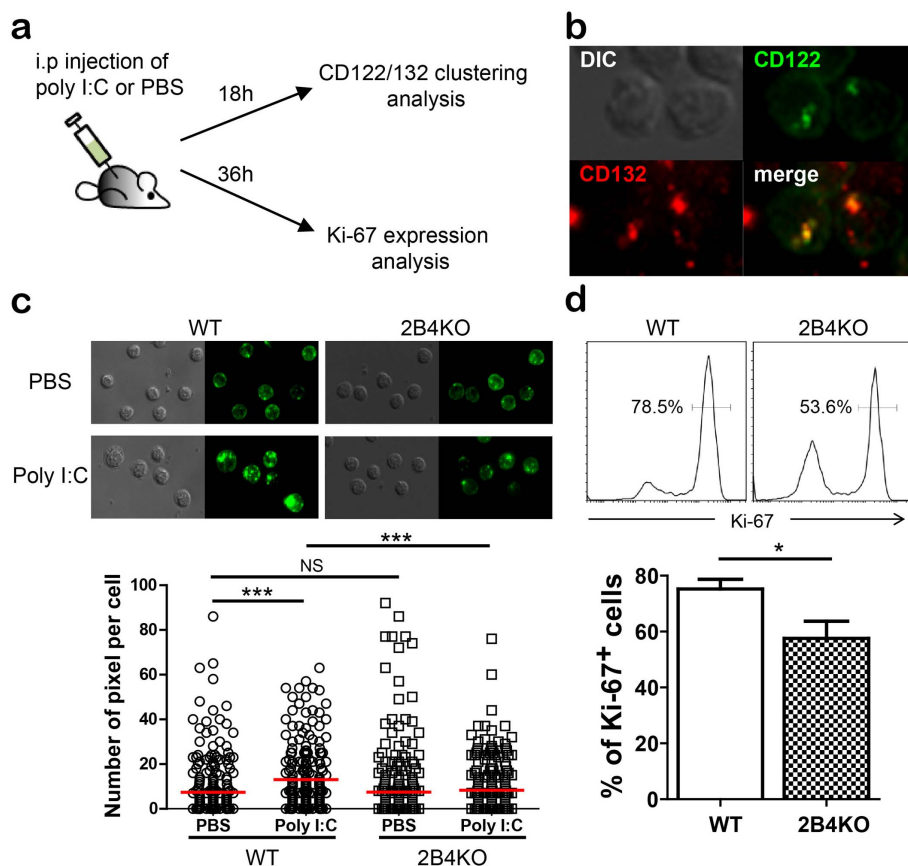 a
i.p injection of
poly I:C or PBS
18h
CD122/132 clustering
analysis
36h
Ki-67 expression
analysis
b
DIC
CD122
CD132
merge
c
WT
2B4KO
PBS
Poly I:C
***
NS
***
100
80
60
40
20
0
Number of pixel per cell
PBS
Poly I:C
PBS
Poly I:C
WT
2B4KO
d
WT
2B4KO
78.5%
53.6%
Ki-67
*
80
60
40
20
0
% of Ki-67+ cells
WT
2B4KO